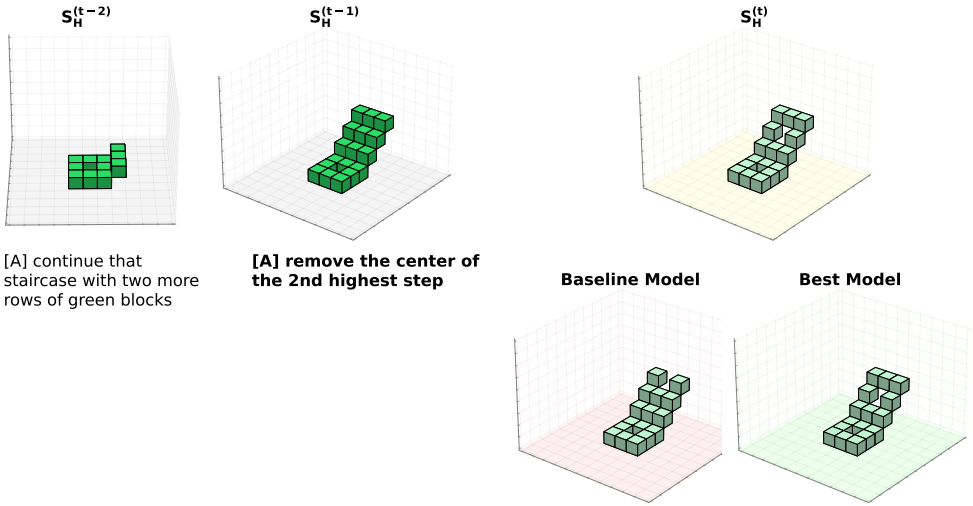 S_H^(t−2)
S_H^(t−1)
S_H^(t)
[A] continue that
staircase with two more
rows of green blocks
[A] remove the center of
the 2nd highest step
Baseline Model
Best Model